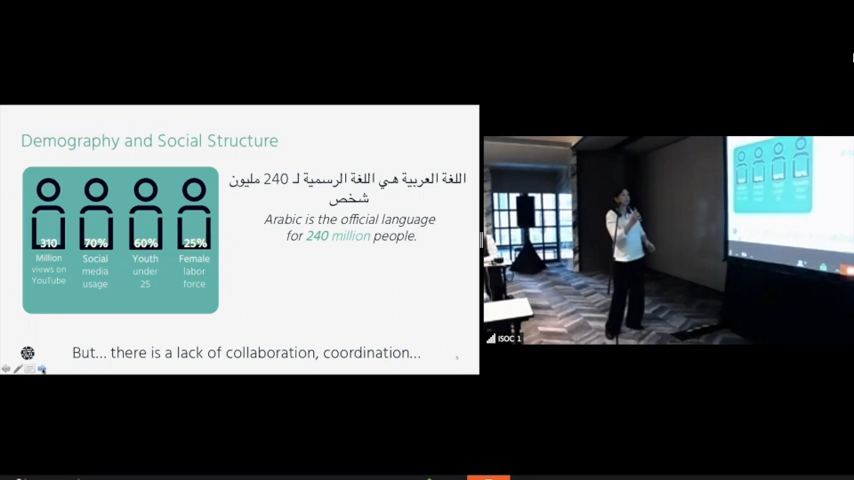 Demography and Social Structure
310
Million
views on
YouTube
70%
Social
media
usage
60%
Youth
under
25
25%
Female
labor
force
اللغة العربية هي اللغة الرسمية لـ 240 مليون
شخص
Arabic is the official language
for 240 million people.
But... there is a lack of collaboration, coordination...
ISOC 1